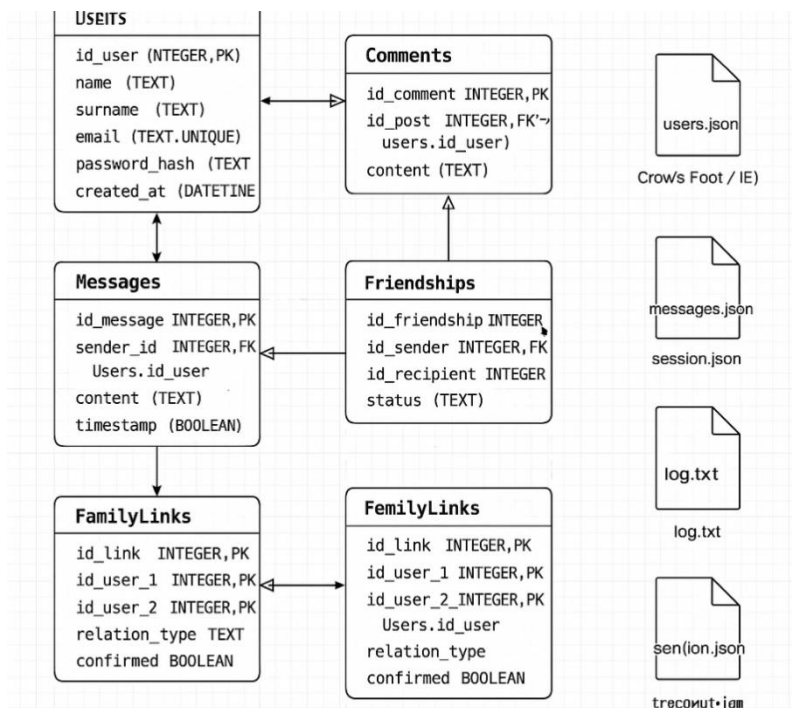 Users
id_user (NTEGER,PK)
name (TEXT)
surname (TEXT)
email (TEXT.UNIQUE)
password_hash (TEXT
created_at (DATETINE
Comments
id_comment INTEGER,PK
id_post INTEGER,FK
users.id_user)
content (TEXT)
Messages
id_message INTEGER,PK
sender_id INTEGER,FK
Users.id_user
content (TEXT)
timestamp (BOOLEAN)
Friendships
id_friendship INTEGER
id_sender INTEGER,FK
id_recipient INTEGER
status (TEXT)
FamilyLinks
id_link INTEGER,PK
id_user_1 INTEGER,PK
id_user_2 INTEGER,PK
relation_type TEXT
confirmed BOOLEAN
FemilyLinks
id_link INTEGER,PK
id_user_1 INTEGER,PK
id_user_2_INTEGER,PK
Users.id_user
relation_type
confirmed BOOLEAN
users.json
Crow's Foot / IE)
messages.json
session.json
log.txt
log.txt
sen(ion.json